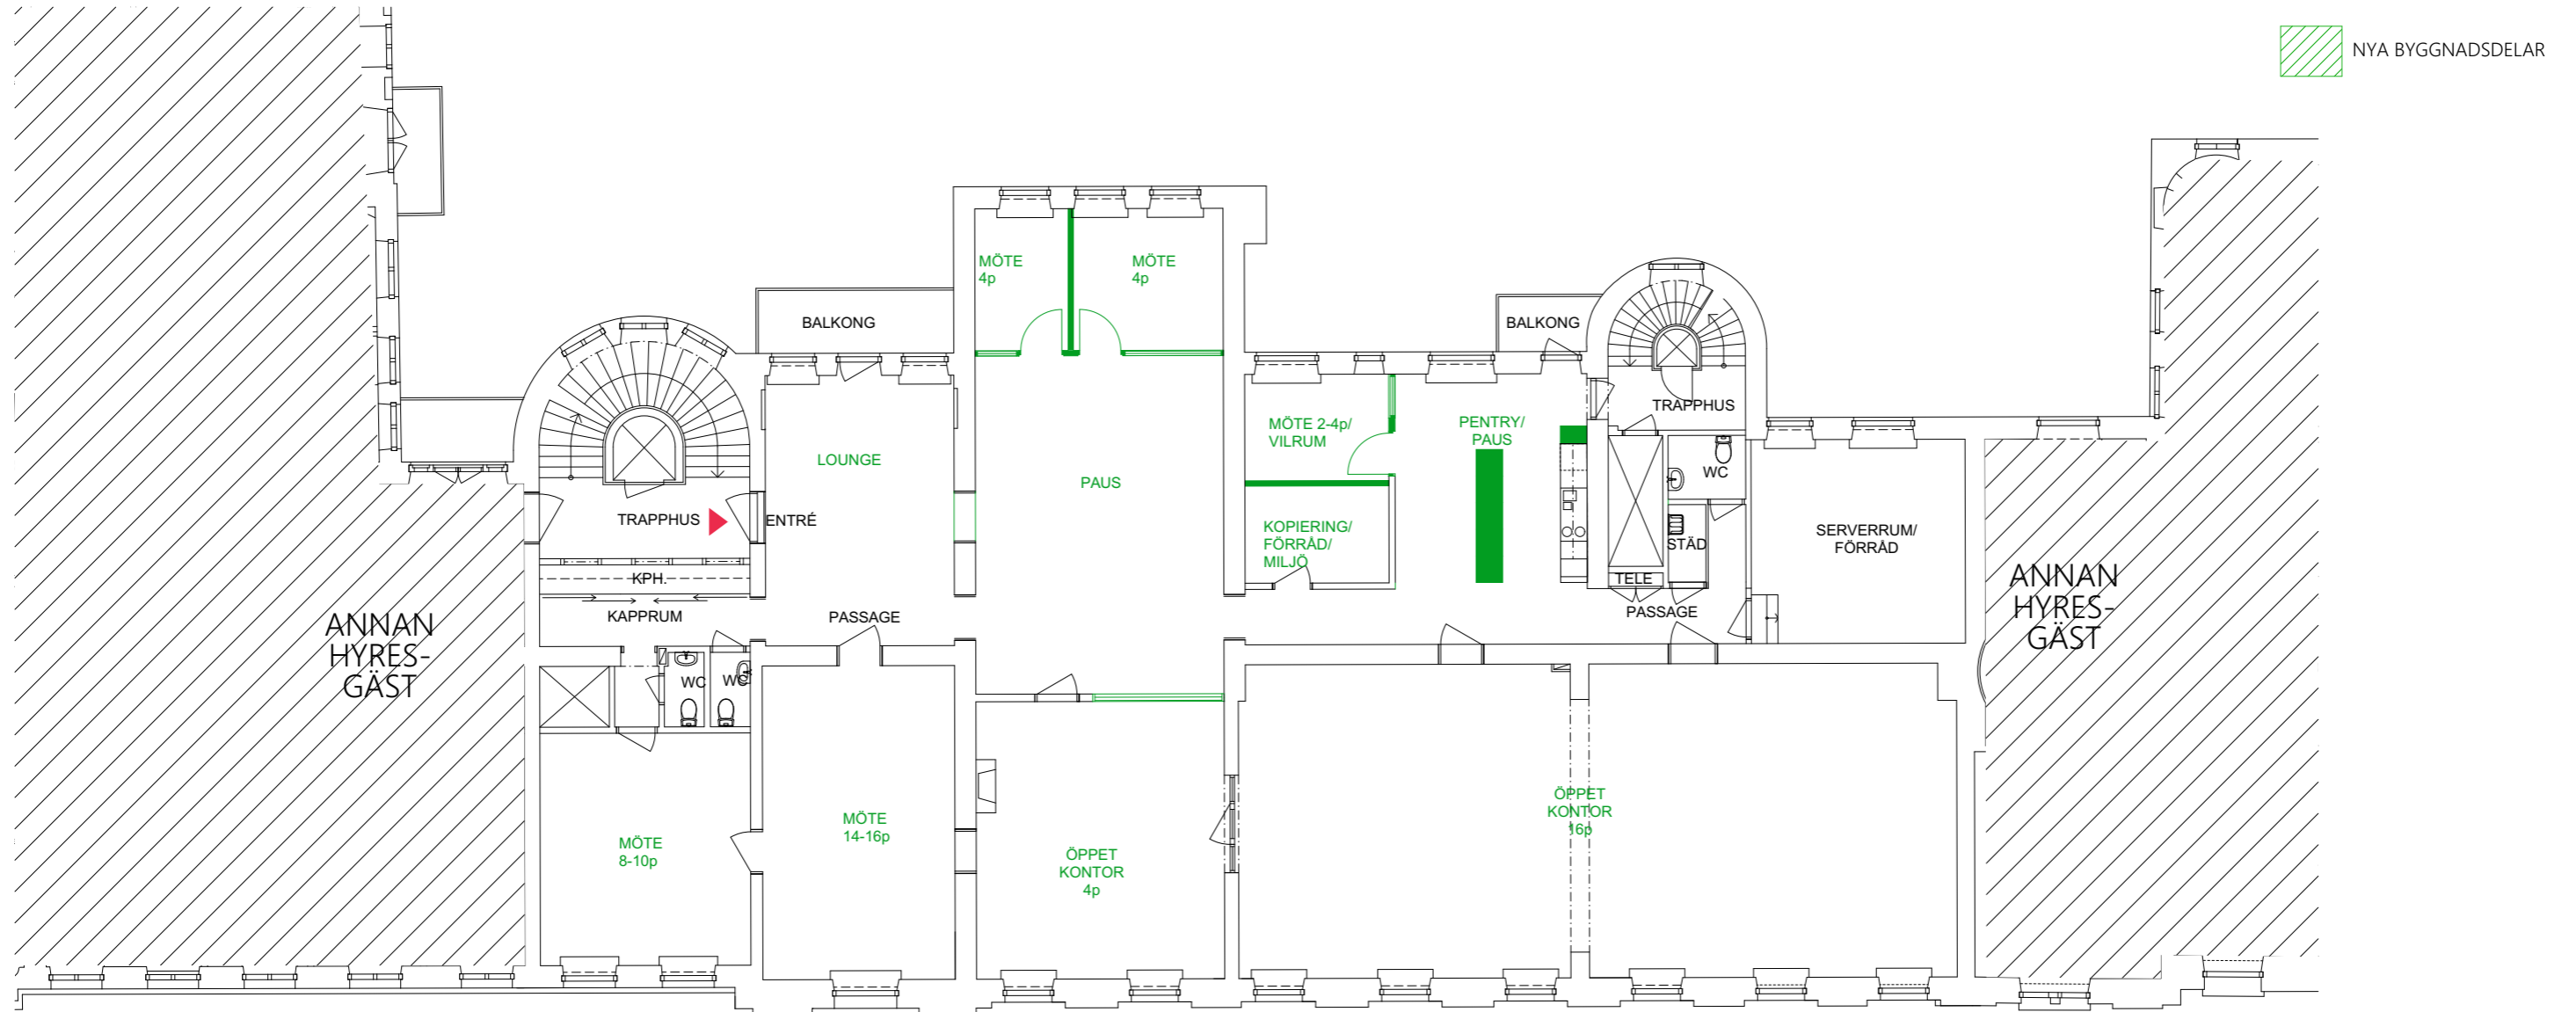 NYA BYGGNADSDELAR
MÖTE
4p
MÖTE
4p
BALKONG
BALKONG
TRAPPHUS
LOUNGE
MÖTE 2-4p/
VILRUM
PENTRY/
PAUS
WC
PAUS
TRAPPHUS
ENTRÉ
KOPIERING/
FÖRRÅD/
MILJÖ
STÄD
SERVERRUM/
FÖRRÅD
KPH.
TELE
KAPPRUM
PASSAGE
PASSAGE
ANNAN
HYRES-
GÄST
ANNAN
HYRES-
GÄST
WC
WC
MÖTE
8-10p
MÖTE
14-16p
ÖPPET
KONTOR
4p
ÖPPET
KONTOR
16p